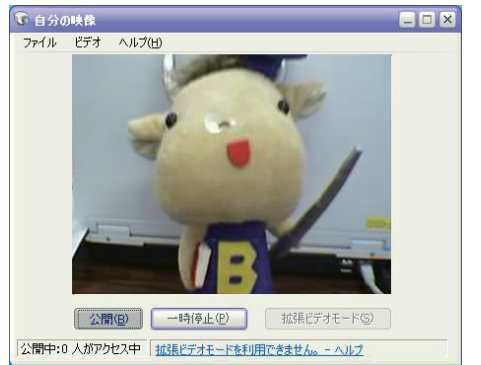 自分の映像
ファイル ビデオ ヘルプ(H)
B
公開(B) 一時停止(P) 拡張ビデオモード(S)
公開中:0 人がアクセス中 拡張ビデオモードを利用できません。 - ヘルプ